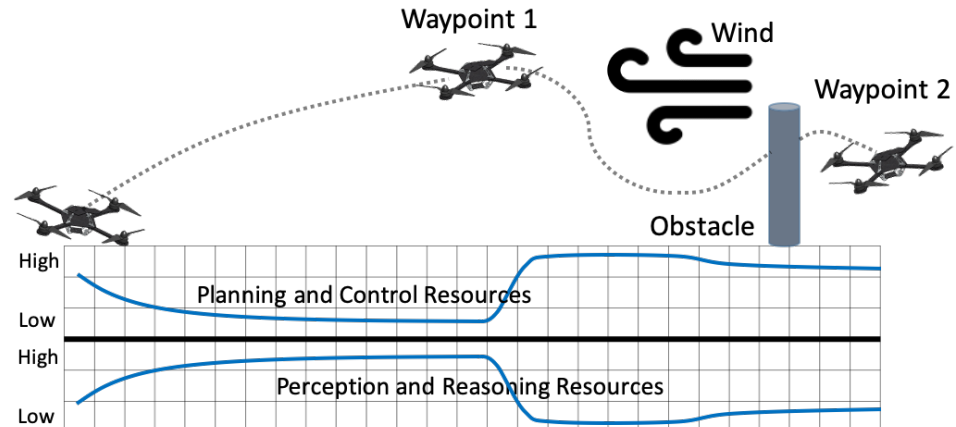 Waypoint 1
Wind
Waypoint 2
Obstacle
High
Planning and Control Resources
Low
High
Perception and Reasoning Resources
Low